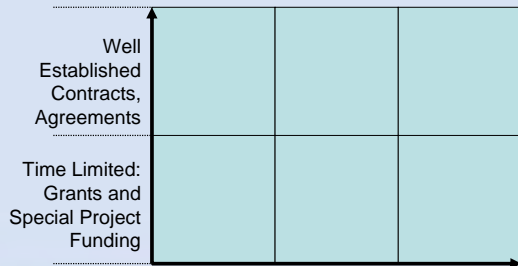 Well
Established
Contracts,
Agreements
Time Limited:
Grants and
Special Project
Funding